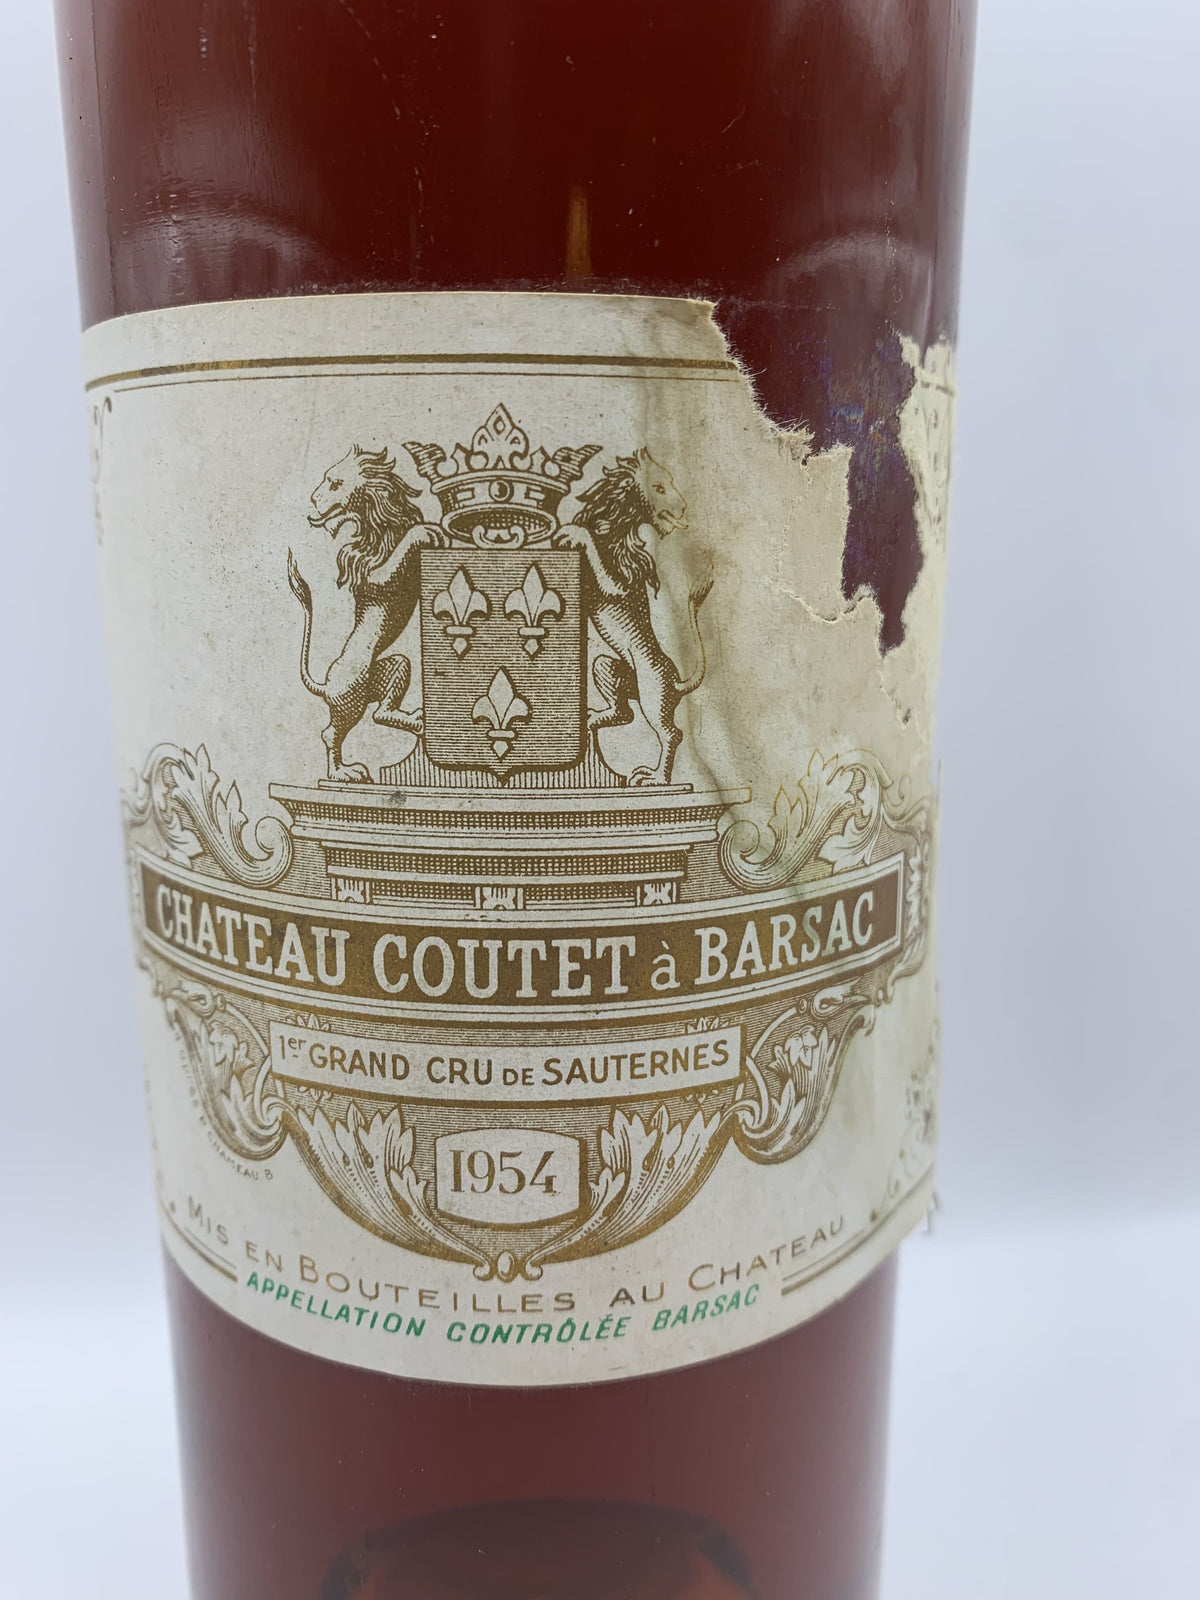 CHATEAU COUTET à BARSAC
1er GRAND CRU DE SAUTERNES
1954
MIS EN BOUTEILLES AU CHATEAU
APPELLATION CONTRÔLÉE BARSAC